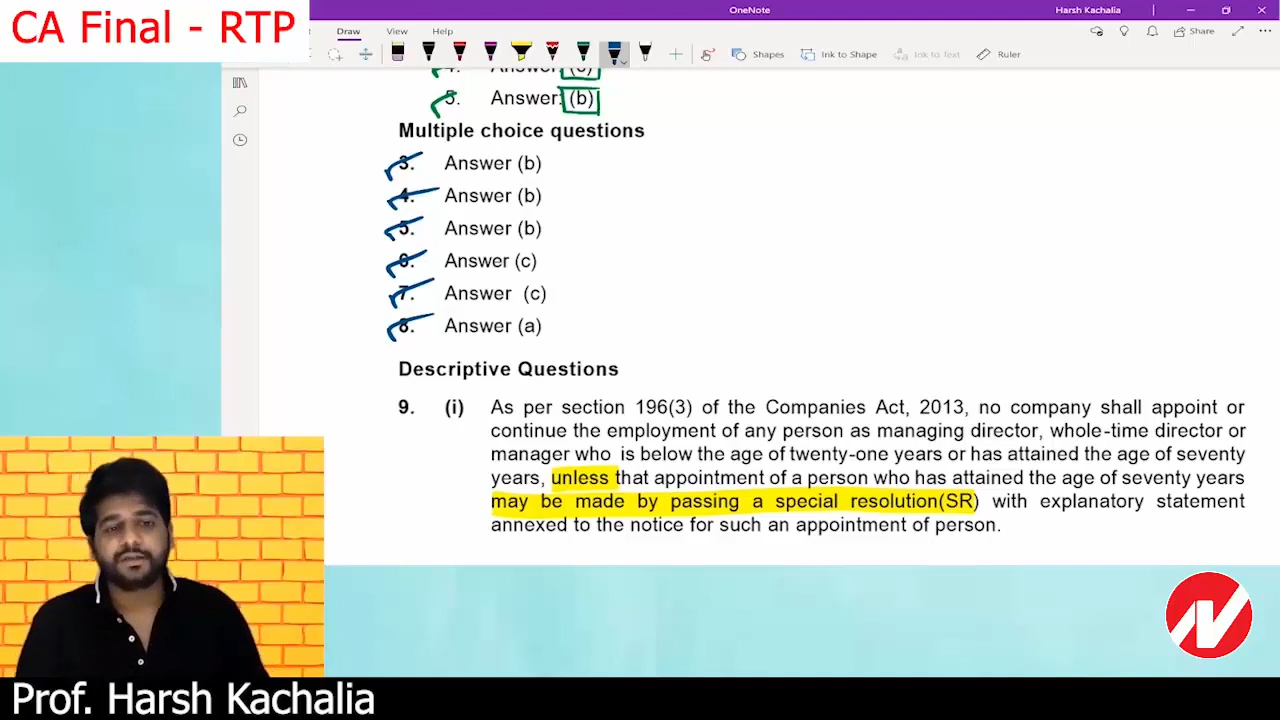 CA Final - RTP
OneNote
Harsh Kachalia
Draw View Help
Share
Shapes Ink to Shape Ink to Text Ruler
5. Answer: (b)
Multiple choice questions
3. Answer (b)
4. Answer (b)
5. Answer (b)
6. Answer (c)
7. Answer (c)
8. Answer (a)
Descriptive Questions
9. (i) As per section 196(3) of the Companies Act, 2013, no company shall appoint or
continue the employment of any person as managing director, whole-time director or
manager who is below the age of twenty-one years or has attained the age of seventy
years, unless that appointment of a person who has attained the age of seventy years
may be made by passing a special resolution(SR) with explanatory statement
annexed to the notice for such an appointment of person.
Prof. Harsh Kachalia